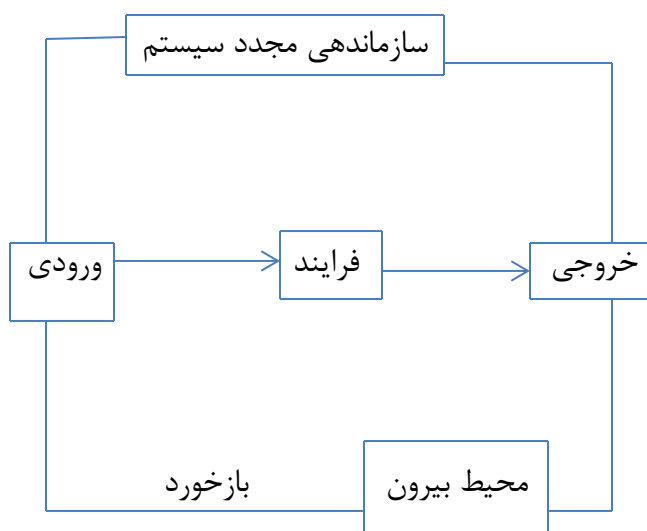 سازماندهی مجدد سیستم
خروجی
فرایند
ورودی
محیط بیرون
بازخورد